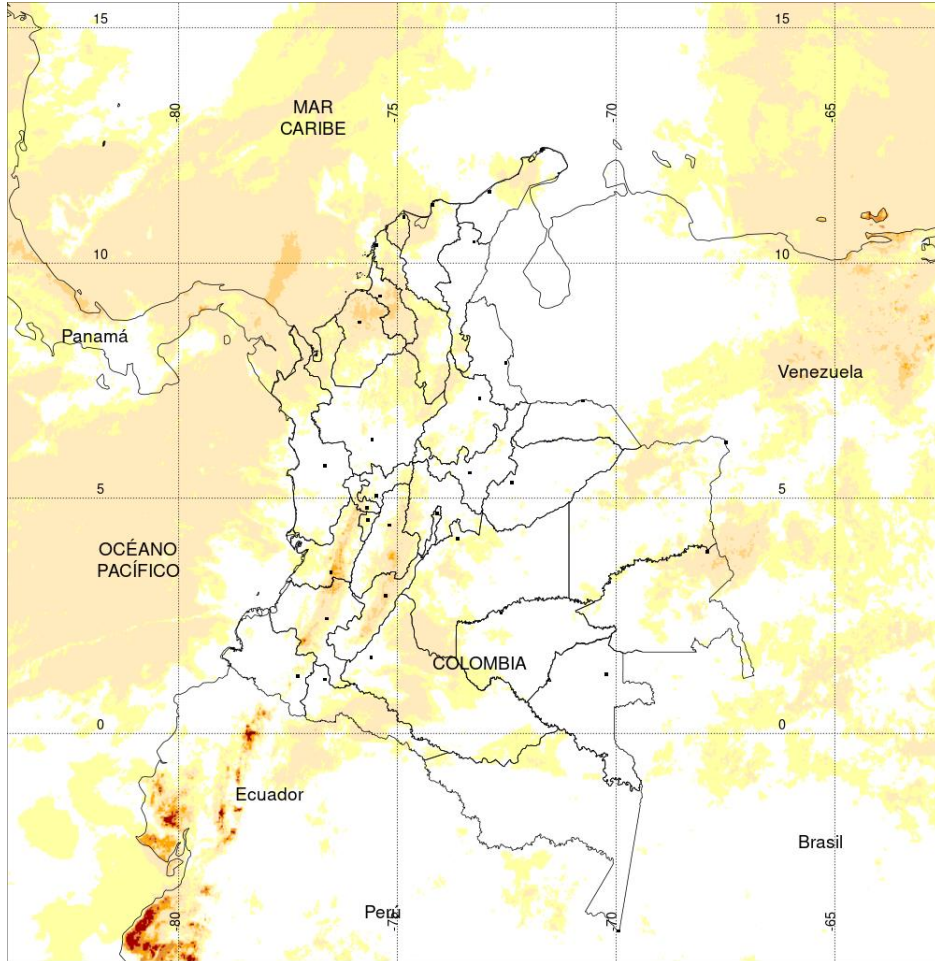 15
15
-80
-75
-70
-65
MAR
CARIBE
10
10
Panamá
Venezuela
5
5
OCÉANO
PACÍFICO
COLOMBIA
0
0
Ecuador
Brasil
Perú
-80
-75
-70
-65